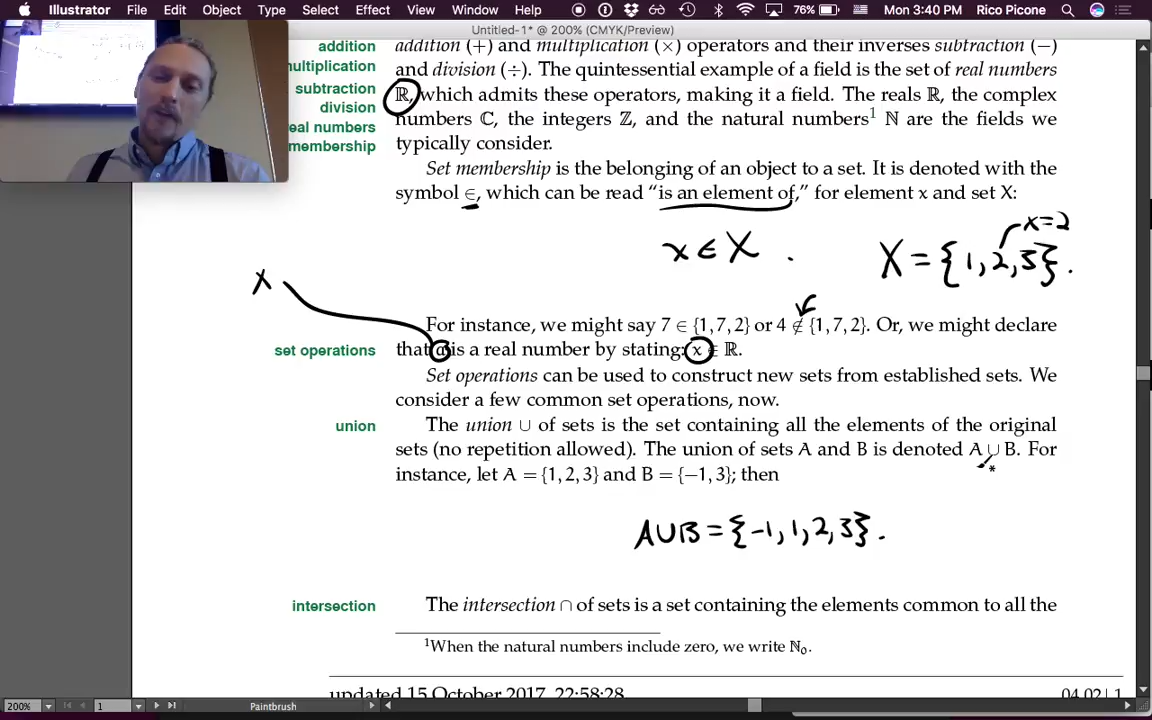 Illustrator File Edit Object Type Select Effect View Window Help 76% Mon 3:40 PM Rico Picone
Untitled-1* @ 200% (CMYK/Preview)
addition
multiplication
subtraction
division
real numbers
membership
addition (+) and multiplication (×) operators and their inverses subtraction (−)
and division (÷). The quintessential example of a field is the set of real numbers
ℝ, which admits these operators, making it a field. The reals ℝ, the complex
numbers ℂ, the integers ℤ, and the natural numbers¹ ℕ are the fields we
typically consider.
Set membership is the belonging of an object to a set. It is denoted with the
symbol ∈, which can be read “is an element of,” for element x and set X:
x ∈ X .
x=2
X = {1, 2, 3}.
x
For instance, we might say 7 ∈ {1, 7, 2} or 4 ∉ {1, 7, 2}. Or, we might declare
that a is a real number by stating: x ∈ ℝ.
set operations
Set operations can be used to construct new sets from established sets. We
consider a few common set operations, now.
union
The union ∪ of sets is the set containing all the elements of the original
sets (no repetition allowed). The union of sets A and B is denoted A ∪ B. For
instance, let A = {1, 2, 3} and B = {−1, 3}; then
A∪B = {-1, 1, 2, 3}.
intersection
The intersection ∩ of sets is a set containing the elements common to all the
¹When the natural numbers include zero, we write ℕ₀.
updated 15 October 2017, 22:58:28 04.02 | 1
200% 1 Paintbrush